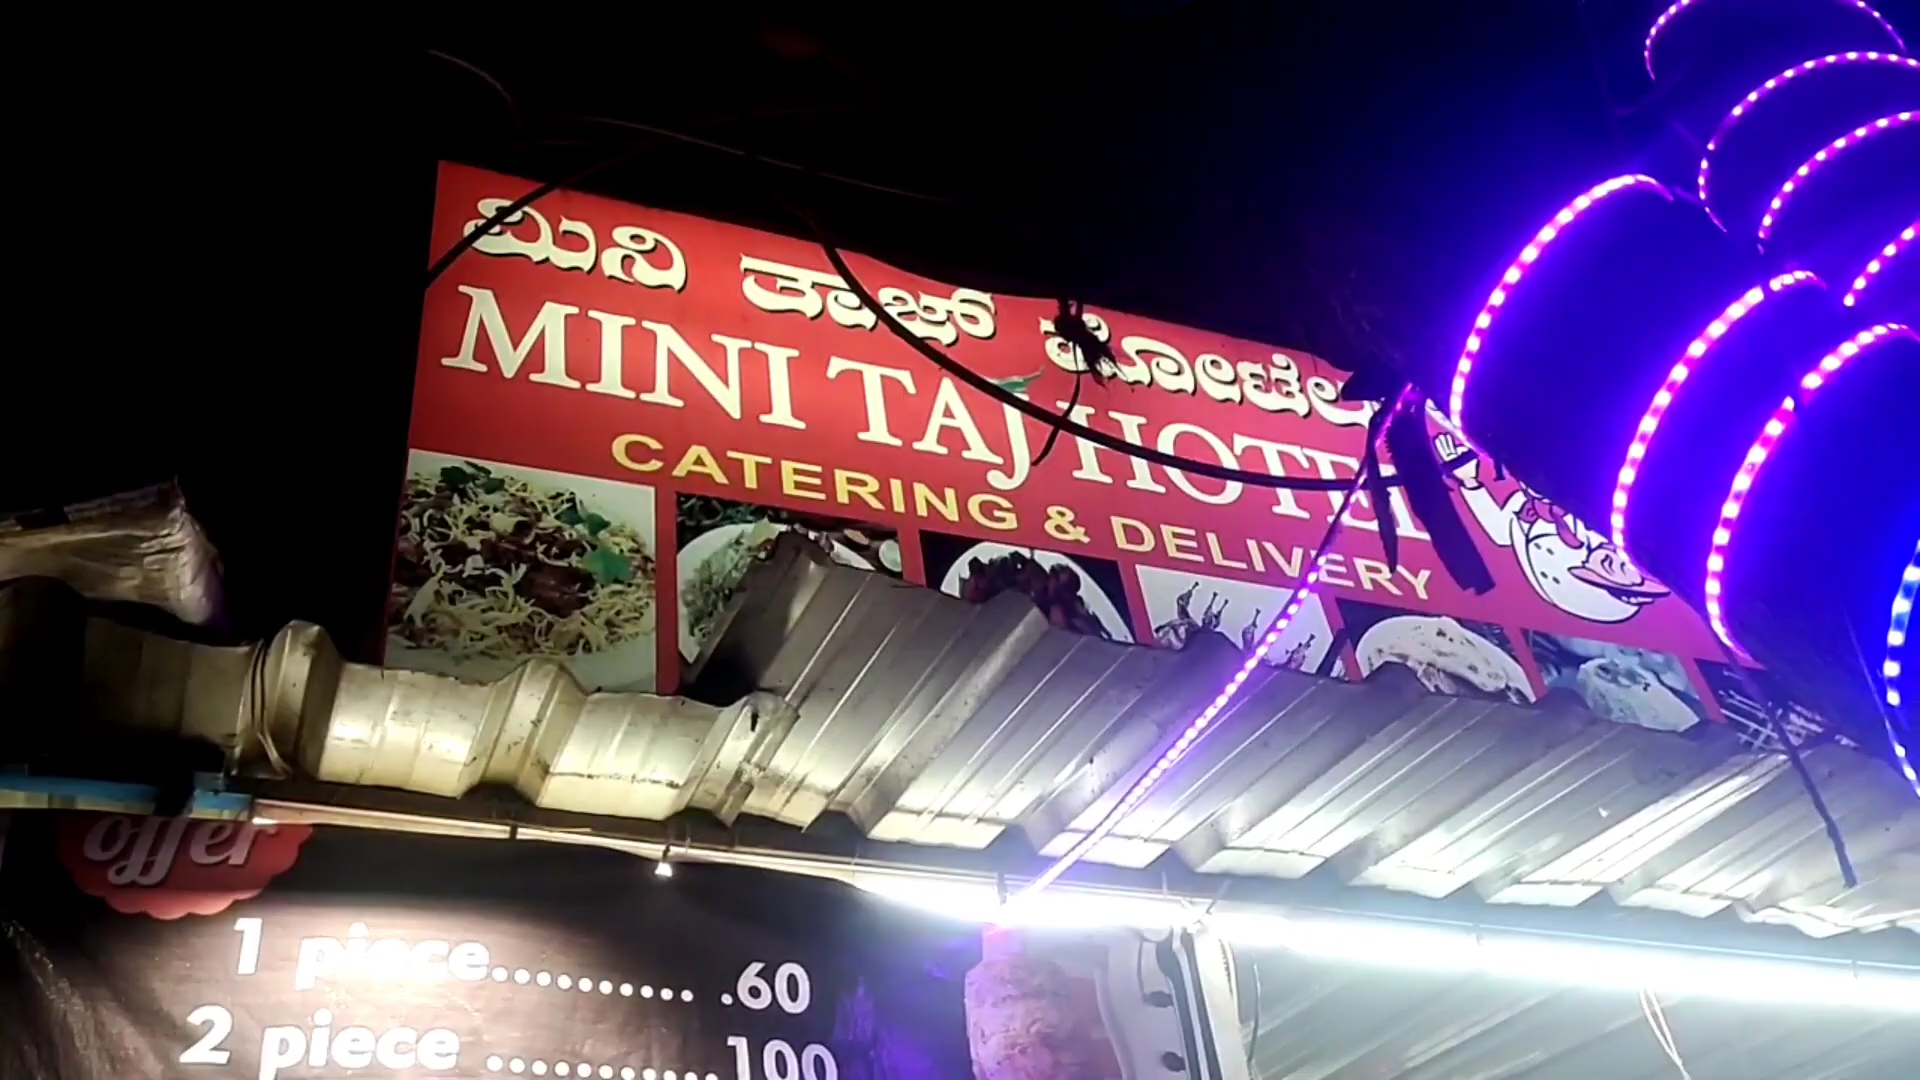 ಮಿನಿ ತಾಜ್ ಹೋಟೆಲ
MINI TAJ HOTEL
CATERING & DELIVERY
offer
1 piece.......... .60
2 piece ...........100